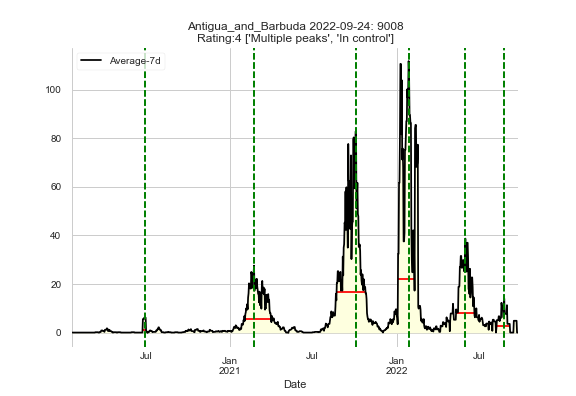 Antigua_and_Barbuda 2022-09-24: 9008
Rating:4 ['Multiple peaks', 'In control']
Average-7d
100
80
60
40
20
0
Jul
Jan
2021
Jul
Jan
2022
Jul
Date